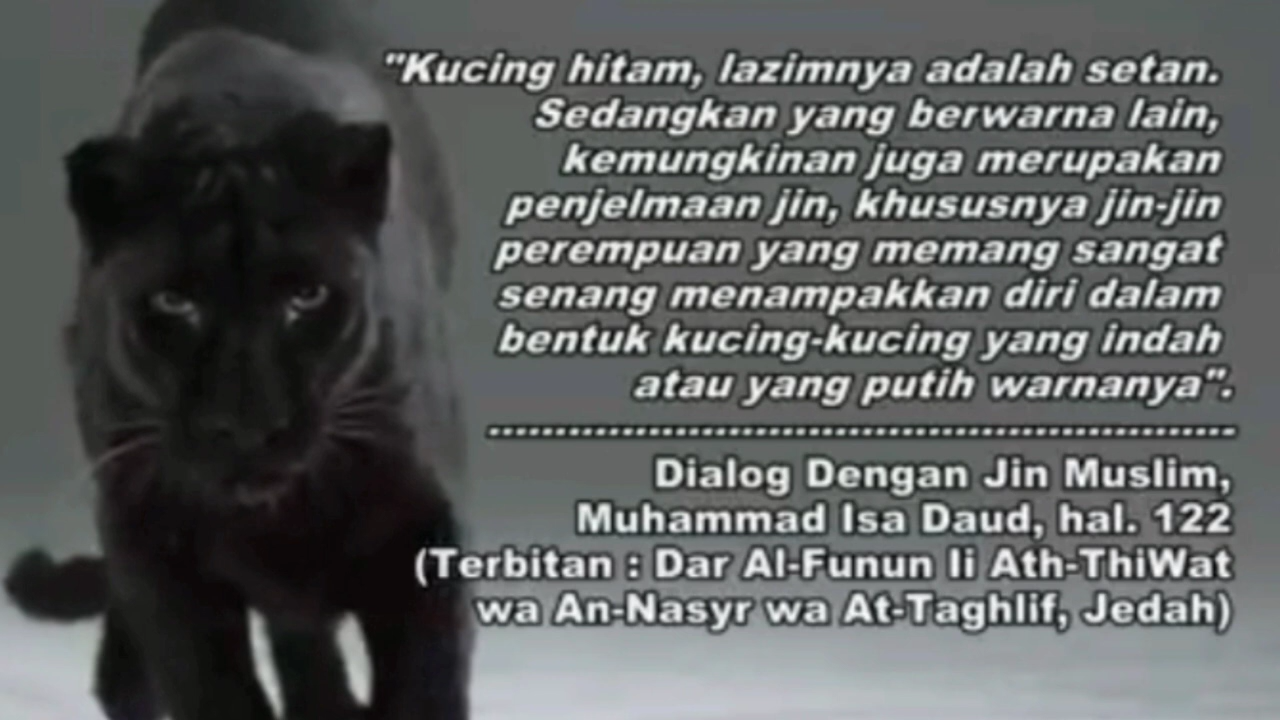 "Kucing hitam, lazimnya adalah setan.
Sedangkan yang berwarna lain,
kemungkinan juga merupakan
penjelmaan jin, khususnya jin-jin
perempuan yang memang sangat
senang menampakkan diri dalam
bentuk kucing-kucing yang indah
atau yang putih warnanya".
Dialog Dengan Jin Muslim,
Muhammad Isa Daud, hal. 122
(Terbitan : Dar Al-Funun li Ath-ThiWat
wa An-Nasyr wa At-Taghlif, Jedah)